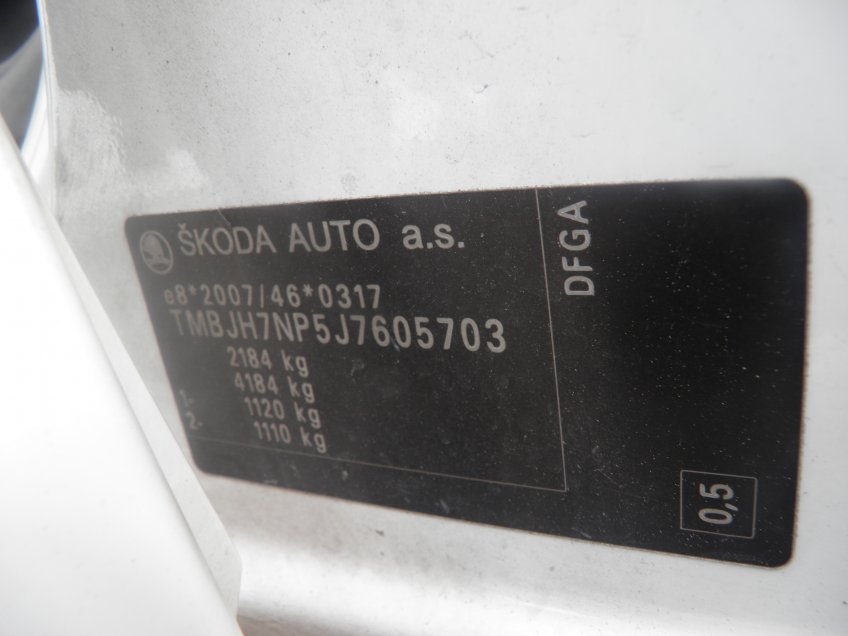 ŠKODA AUTO a.s.
e8*2007/46*0317
TMBJH7NP5J7605703
2184 kg
4184 kg
1- 1120 kg
2- 1110 kg
DFGA
0,5